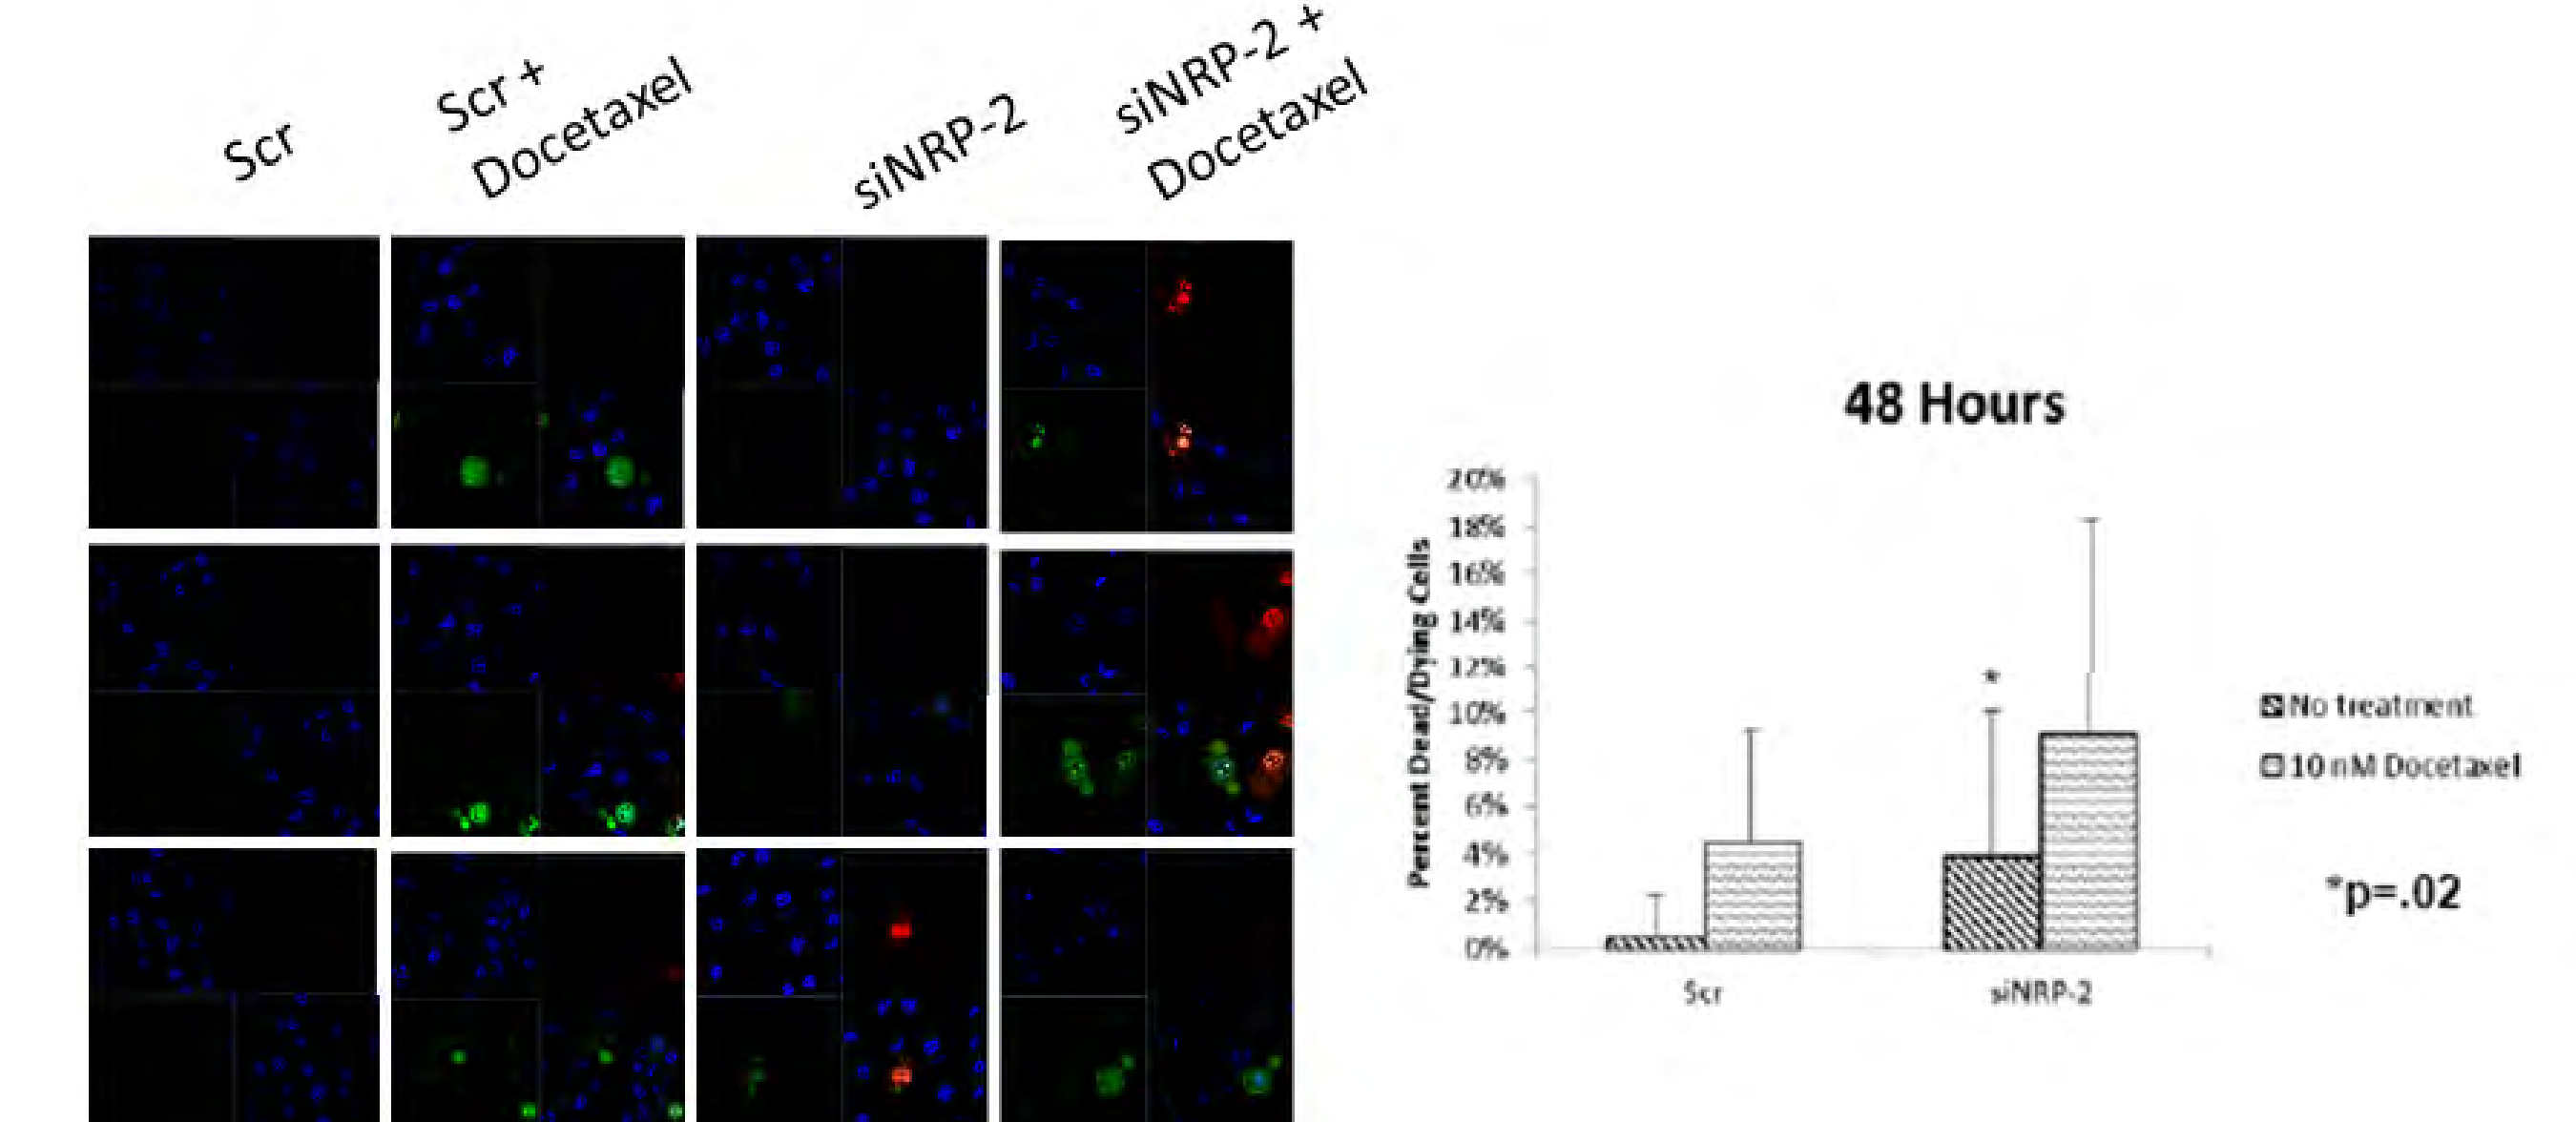 Scr
Scr +
Docetaxel
siNRP-2
siNRP-2 +
Docetaxel
48 Hours
Percent Dead/Dying Cells
20%
18%
16%
14%
12%
10%
8%
6%
4%
2%
0%
*
Scr
siNRP-2
No treatment
10 nM Docetaxel
*p=.02